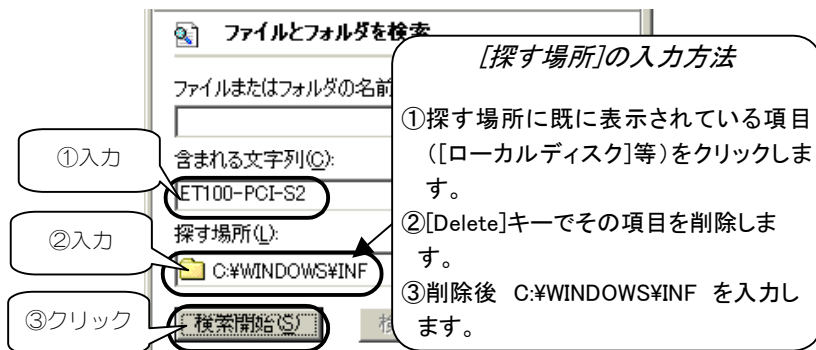 ファイルとフォルダを検索
ファイルまたはフォルダの名前
①入力
含まれる文字列(C):
ET100-PCI-S2
②入力
探す場所(L):
C:¥WINDOWS¥INF
③クリック
検索開始(S)
[探す場所]の入力方法
①探す場所に既に表示されている項目
([ローカルディスク]等)をクリックしま
す。
②[Delete]キーでその項目を削除しま
す。
③削除後 C:¥WINDOWS¥INF を入力し
ます。